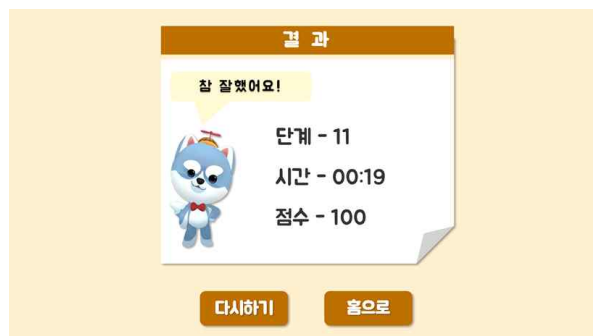 결 과
참 잘했어요!
단계 - 11
시간 - 00:19
점수 - 100
다시하기
홈으로